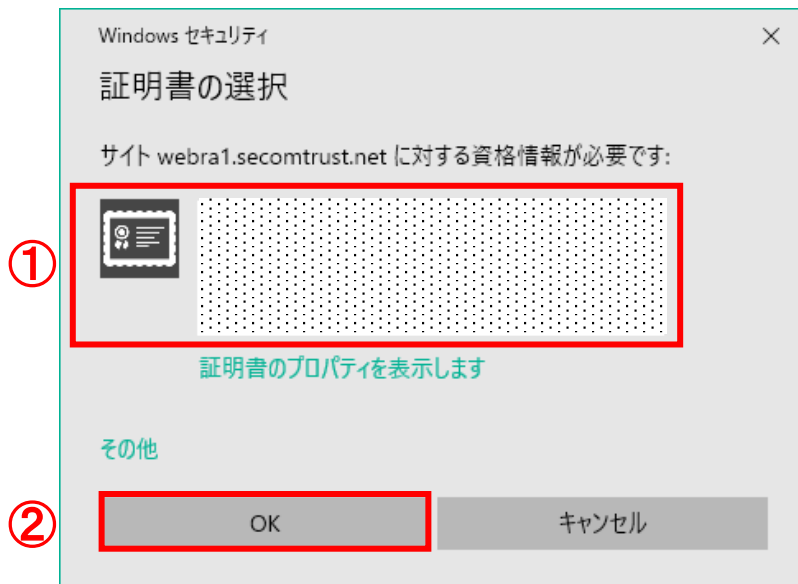 Windows セキュリティ
証明書の選択
サイト webra1.secomtrust.net に対する資格情報が必要です:
①
証明書のプロパティを表示します
その他
②
OK
キャンセル